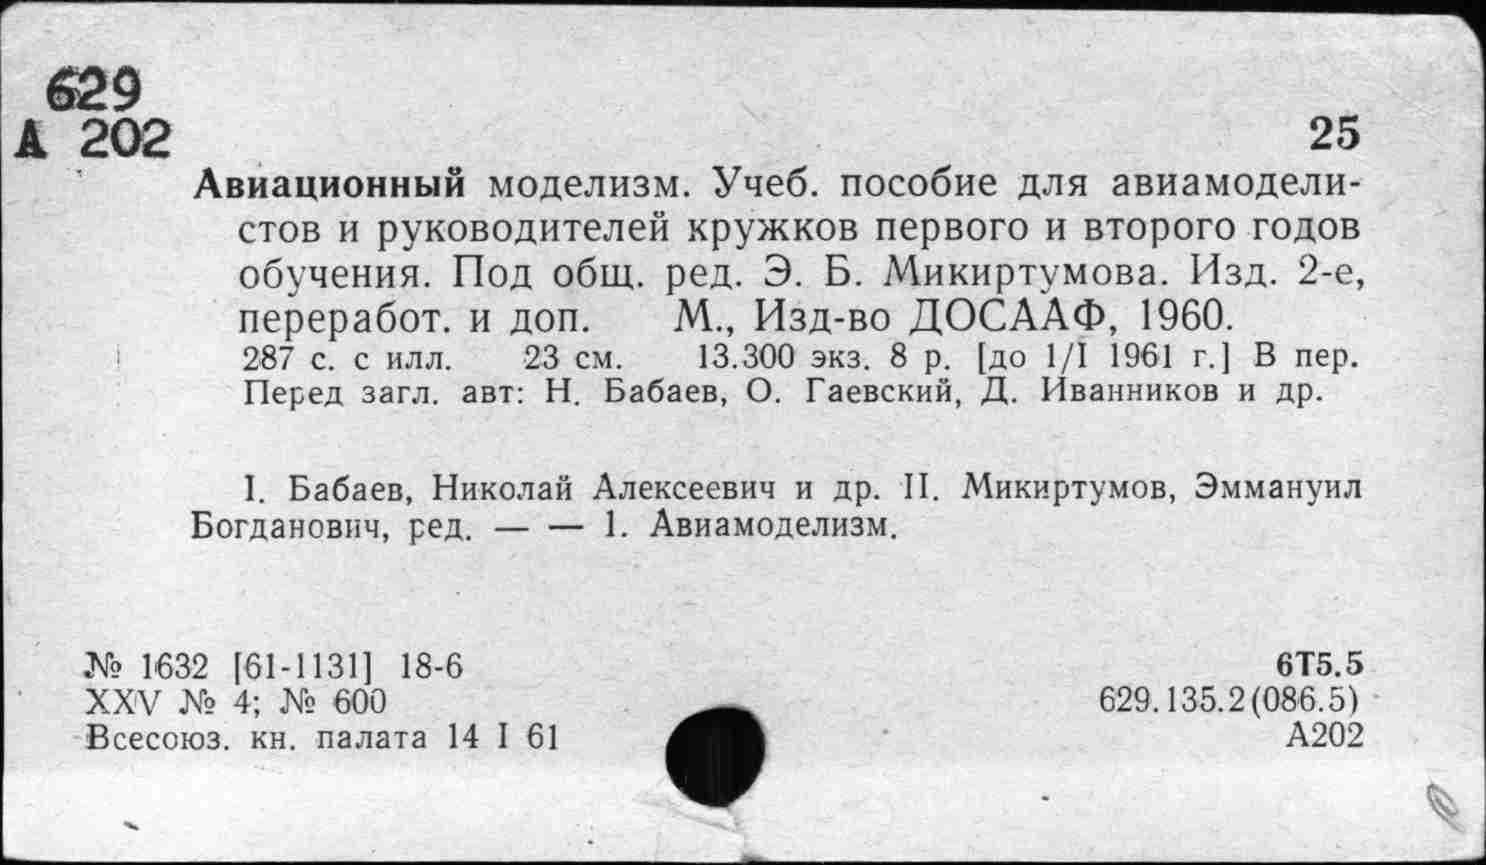 629
А 202
25
Авиационный моделизм. Учеб. пособие для авиамодели-
стов и руководителей кружков первого и второго годов
обучения. Под общ. ред. Э. Б. Микиртумова. Изд. 2-е,
переработ. и доп. М., Изд-во ДОСААФ, 1960.
287 с. с илл. 23 см. 13.300 экз. 8 р. [до 1/I 1961 г.] В пер.
Перед загл. авт: Н. Бабаев, О. Гаевский, Д. Иванников и др.
I. Бабаев, Николай Алексеевич и др. II. Микиртумов, Эммануил
Богданович, ред. — — 1. Авиамоделизм.
№ 1632 [61-1131] 18-6
XXV № 4; № 600
Всесоюз. кн. палата 14 I 61
6Т5.5
629.135.2(086.5)
А202